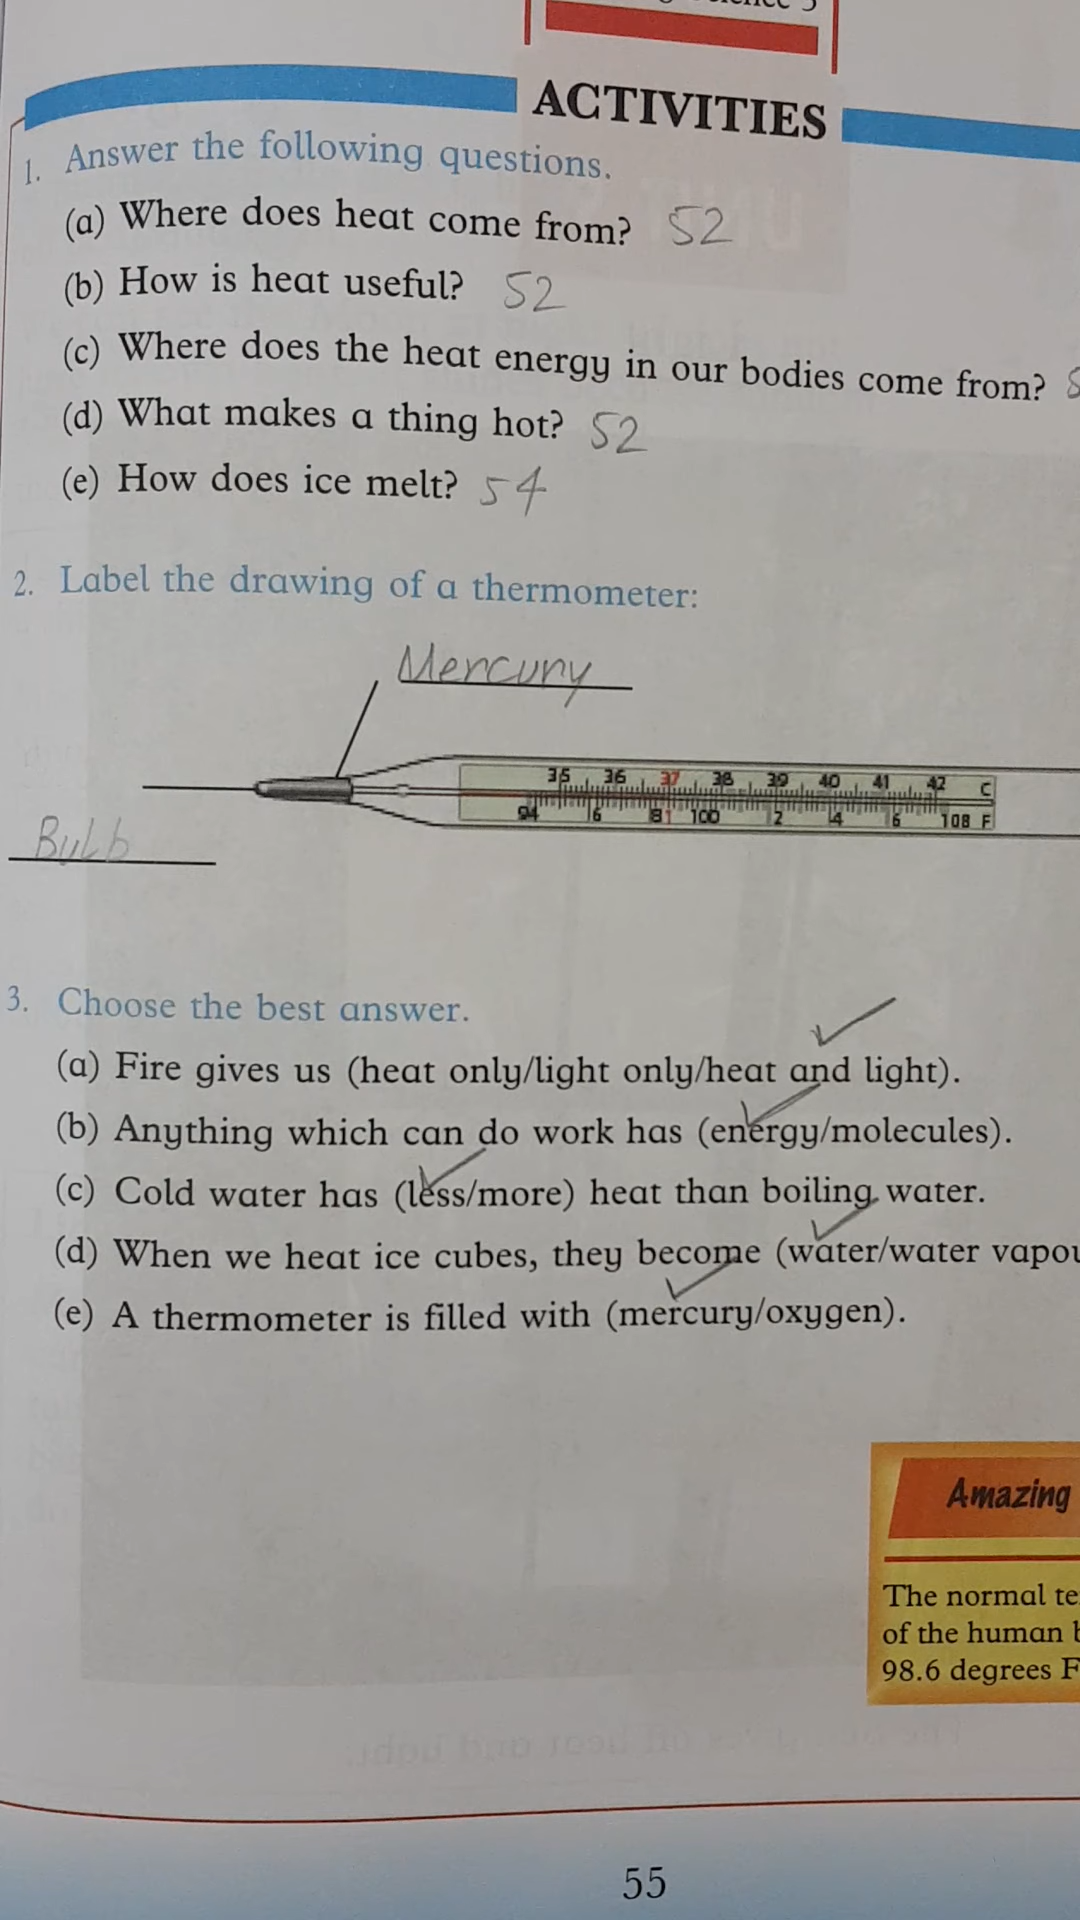 ACTIVITIES
1. Answer the following questions.
(a) Where does heat come from? 52
(b) How is heat useful? 52
(c) Where does the heat energy in our bodies come from?
(d) What makes a thing hot? 52
(e) How does ice melt? 54
2. Label the drawing of a thermometer:
Mercury
35 36 37 38 39 40 41 42 C
94 6 8 100 2 4 6 108 F
Bulb
3. Choose the best answer.
(a) Fire gives us (heat only/light only/heat and light).
(b) Anything which can do work has (energy/molecules).
(c) Cold water has (less/more) heat than boiling water.
(d) When we heat ice cubes, they become (water/water vapou
(e) A thermometer is filled with (mercury/oxygen).
Amazing
The normal te
of the human b
98.6 degrees F
55